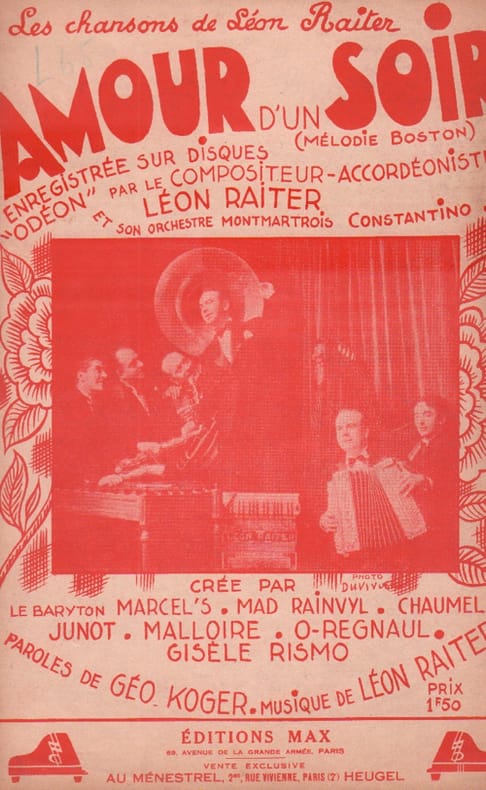 Les chansons de Léon Raiter
AMOUR D'UN SOIR
(MÉLODIE BOSTON)
ENREGISTRÉE SUR DISQUES
"ODÉON" PAR LE COMPOSITEUR-ACCORDÉONISTE
LÉON RAITER
ET SON ORCHESTRE MONTMARTROIS CONSTANTINO
LÉON RAITER
PHOTO
CRÉE PAR
LE BARYTON MARCEL'S. MAD RAINVYL. CHAUMEL
JUNOT. MALLOIRE. O-REGNAUL.
GISÈLE RISMO
PAROLES DE GÉO. KOGER. MUSIQUE DE LÉON RAITER
PRIX
1F50
ÉDITIONS MAX
69, AVENUE DE LA GRANDE ARMÉE, PARIS
VENTE EXCLUSIVE
AU MÉNESTREL, 2bis, RUE VIVIENNE, PARIS (2e) HEUGEL